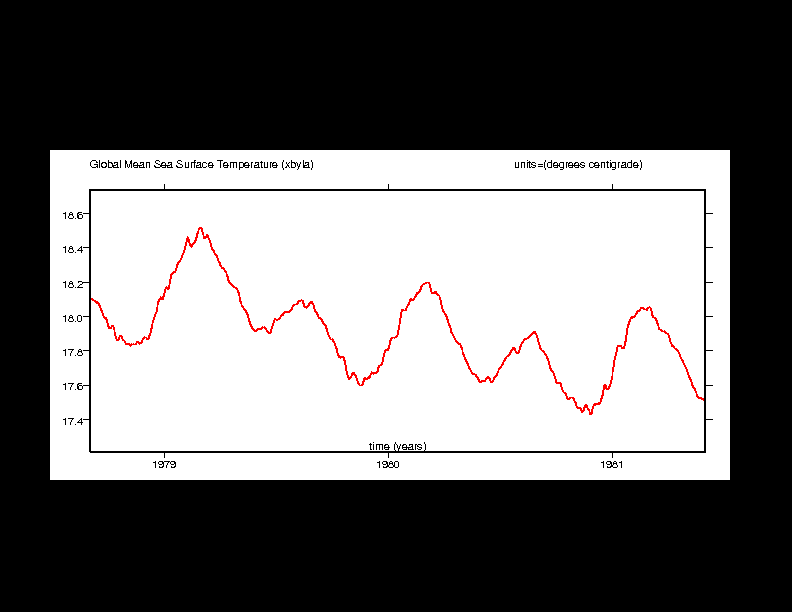 Global Mean Sea Surface Temperature (xbyla) units=(degrees centigrade)
18.6
18.4
18.2
18.0
17.8
17.6
17.4
time (years)
1979 1980 1981